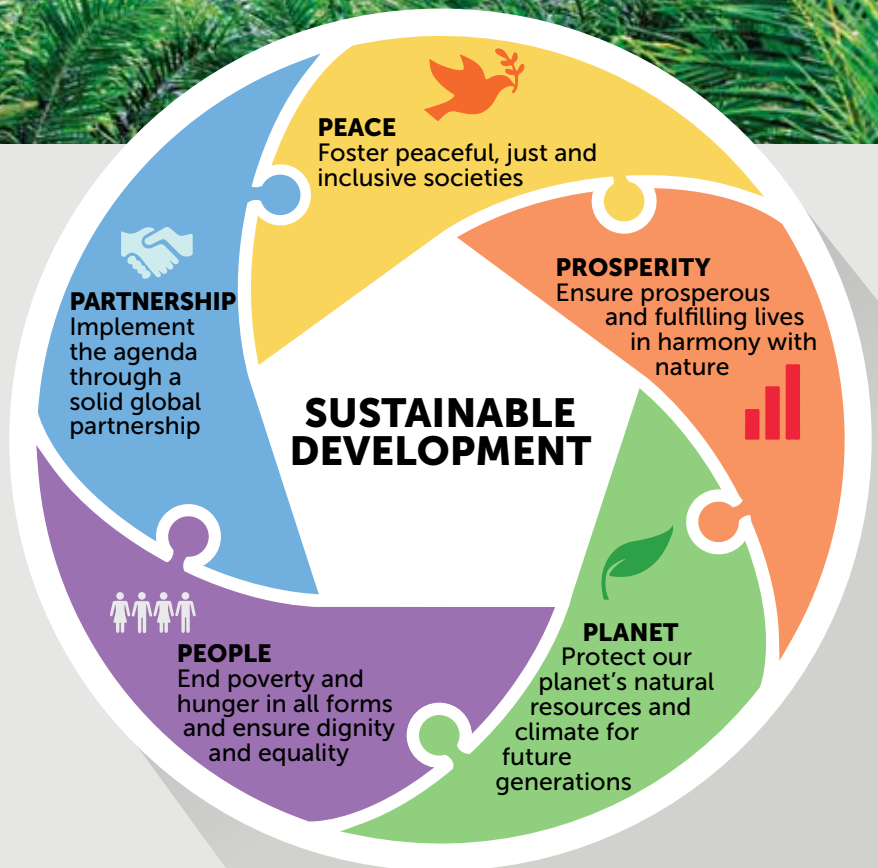 PEACE
Foster peaceful, just and
inclusive societies
PROSPERITY
Ensure prosperous
and fulfilling lives
in harmony with
nature
PARTNERSHIP
Implement
the agenda
through a
solid global
partnership
SUSTAINABLE
DEVELOPMENT
PLANET
Protect our
planet's natural
resources and
climate for
future
generations
PEOPLE
End poverty and
hunger in all forms
and ensure dignity
and equality